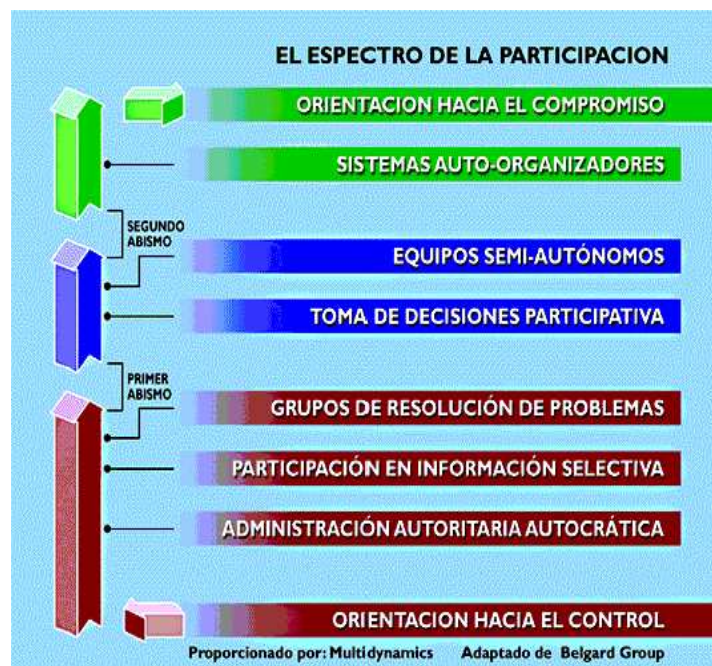 EL ESPECTRO DE LA PARTICIPACION
ORIENTACION HACIA EL COMPROMISO
SISTEMAS AUTO-ORGANIZADORES
SEGUNDO
ABISMO
EQUIPOS SEMI-AUTÓNOMOS
TOMA DE DECISIONES PARTICIPATIVA
PRIMER
ABISMO
GRUPOS DE RESOLUCIÓN DE PROBLEMAS
PARTICIPACIÓN EN INFORMACIÓN SELECTIVA
ADMINISTRACIÓN AUTORITARIA AUTOCRÁTICA
ORIENTACION HACIA EL CONTROL
Proporcionado por: Multidynamics Adaptado de Belgard Group